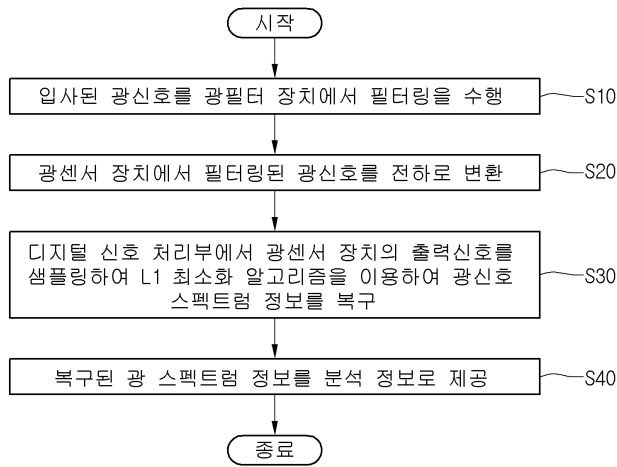 시작
입사된 광신호를 광필터 장치에서 필터링을 수행
S10
광센서 장치에서 필터링된 광신호를 전하로 변환
S20
디지털 신호 처리부에서 광센서 장치의 출력신호를
샘플링하여 L1 최소화 알고리즘을 이용하여 광신호
스펙트럼 정보를 복구
S30
복구된 광 스펙트럼 정보를 분석 정보로 제공
S40
종료